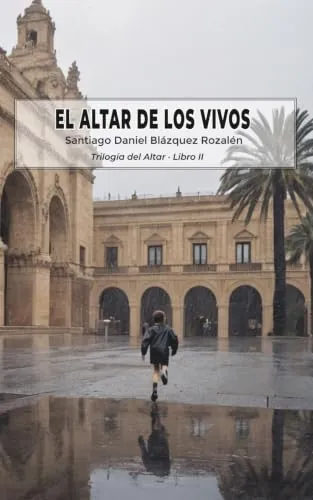 EL ALTAR DE LOS VIVOS
Santiago Daniel Blázquez Rozalén
Trilogía del Altar - Libro II